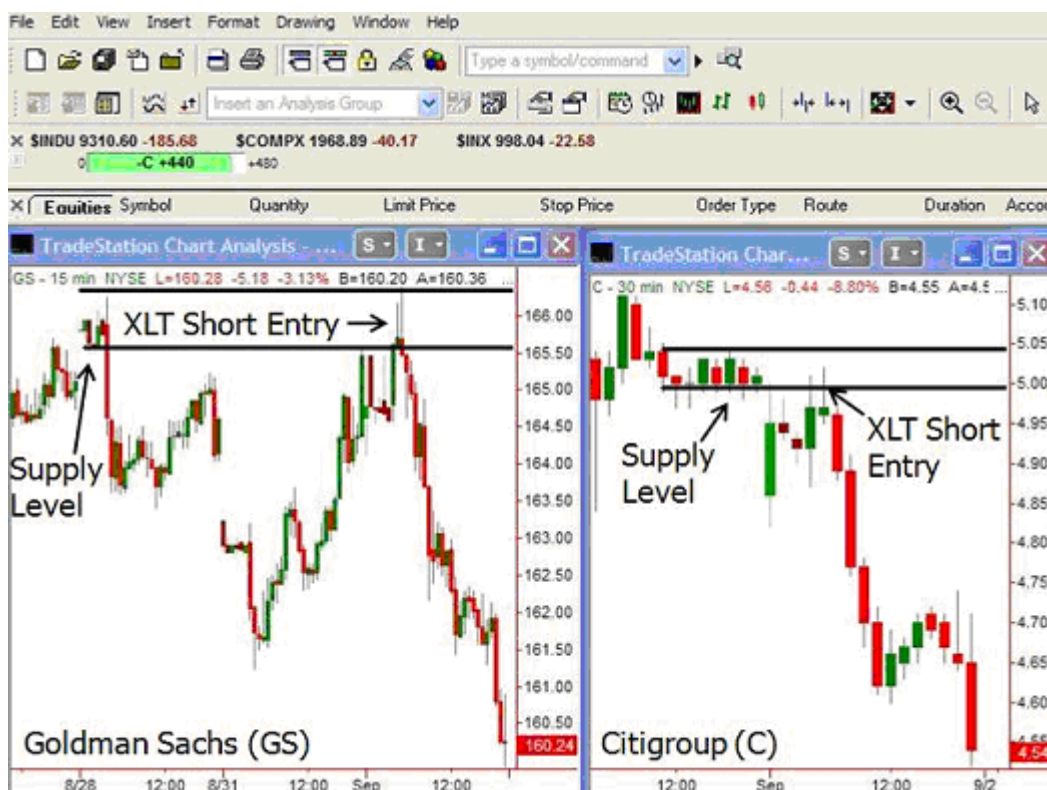 File Edit View Insert Format Drawing Window Help
Type a symbol/command
Insert an Analysis Group
$INDU 9310.60 -185.68 $COMPX 1968.89 -40.17 $INX 998.04 -22.58
0 -C +440 +480
Equities Symbol Quantity Limit Price Stop Price Order Type Route Duration Accou
TradeStation Chart Analysis - ... S I
GS - 15 min NYSE L=160.28 -5.18 -3.13% B=160.20 A=160.36 ...
XLT Short Entry
Supply
Level
166.00
165.50
165.00
164.50
164.00
163.50
163.00
162.50
162.00
161.50
161.00
160.50
160.24
Goldman Sachs (GS)
8/28 12:00 8/31 12:00 Sep 12:00
TradeStation Char... S I
C - 30 min NYSE L=4.56 -0.44 -8.80% B=4.55 A=4.5 ...
Supply
Level
XLT Short
Entry
5.10
5.05
5.00
4.95
4.90
4.85
4.80
4.75
4.70
4.65
4.60
4.55
4.54
Citigroup (C)
12:00 Sep 12:00 9/2